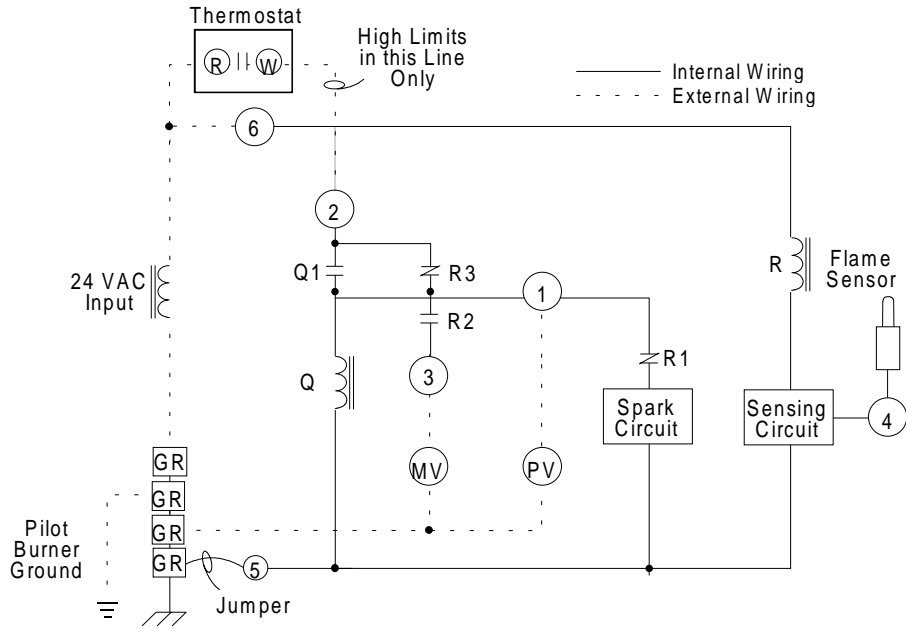 Thermostat
R
W
High Limits
in this Line
Only
Internal Wiring
External Wiring
6
2
Q1
R3
1
R2
R
Flame
Sensor
24 VAC
Input
Q
3
R1
Spark
Circuit
Sensing
Circuit
4
MV
PV
GR
GR
GR
GR
Pilot
Burner
Ground
5
Jumper